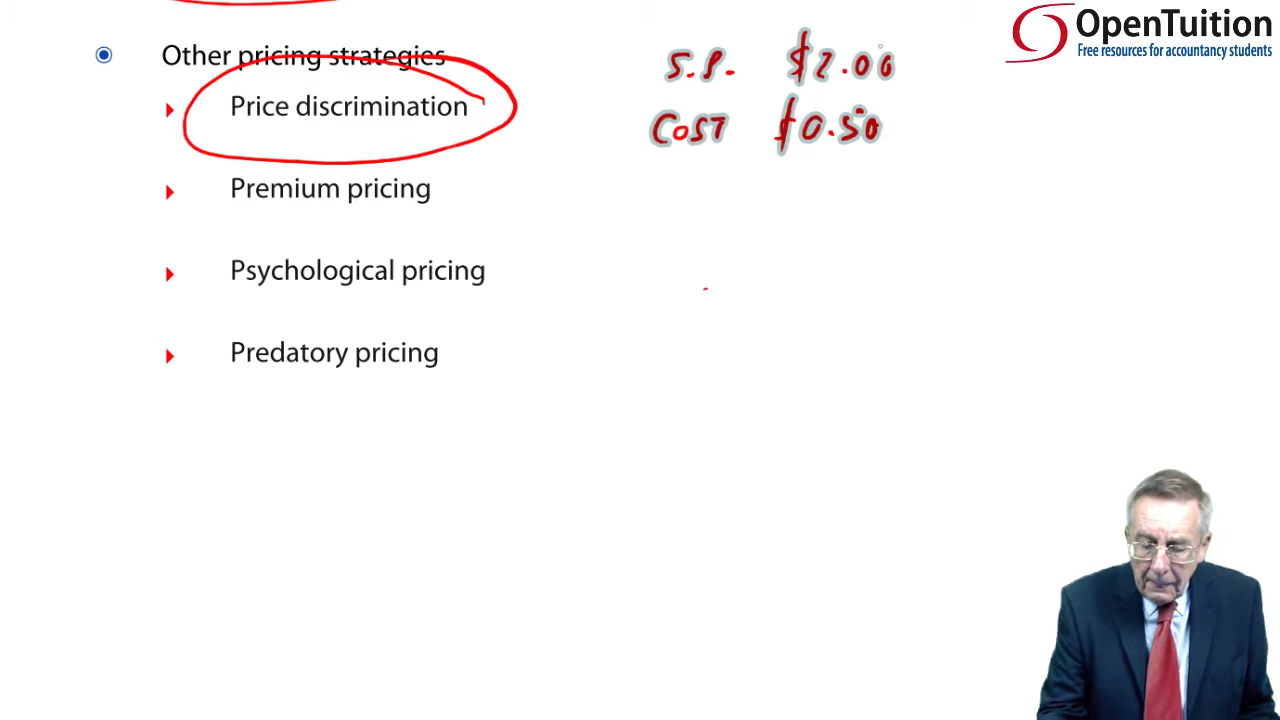 OpenTuition
Free resources for accountancy students
Other pricing strategies
Price discrimination
Premium pricing
Psychological pricing
Predatory pricing
S.P. $2.00
COST $0.50